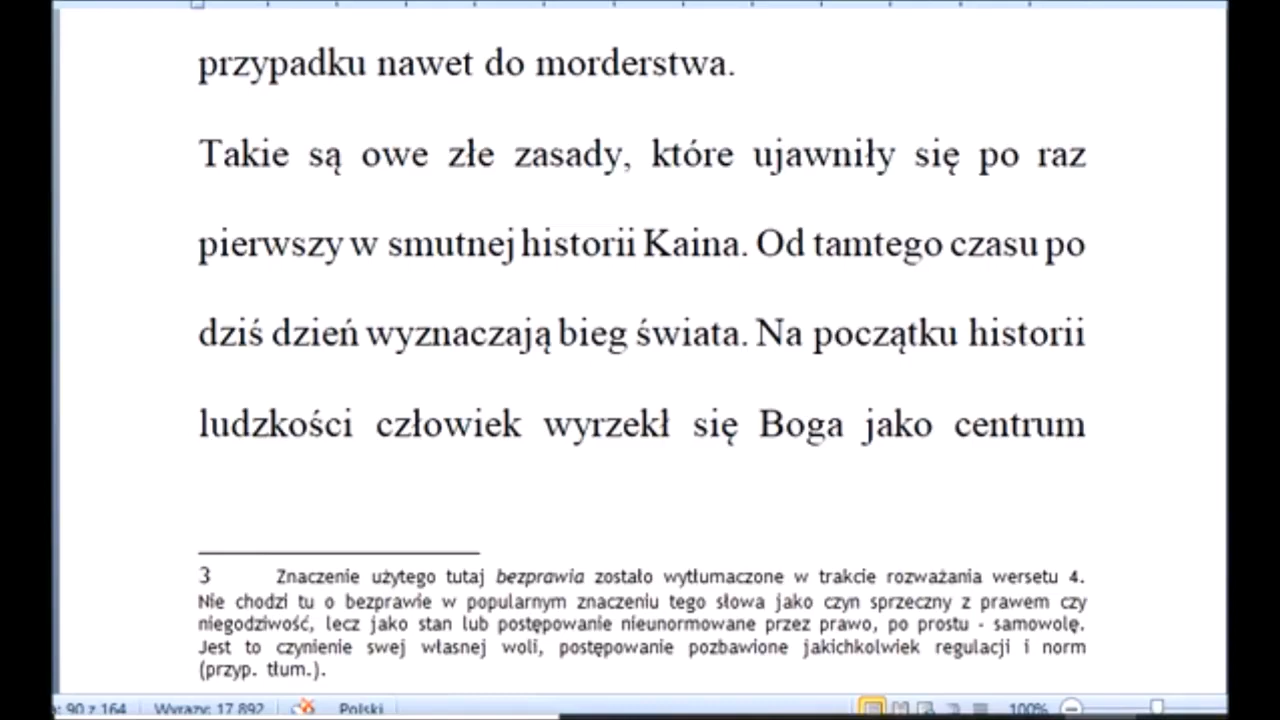 przypadku nawet do morderstwa.
Takie są owe złe zasady, które ujawniły się po raz
pierwszy w smutnej historii Kaina. Od tamtego czasu po
dziś dzień wyznaczają bieg świata. Na początku historii
ludzkości człowiek wyrzekł się Boga jako centrum
3 Znaczenie użytego tutaj bezprawia zostało wytłumaczone w trakcie rozważania wersetu 4.
Nie chodzi tu o bezprawie w popularnym znaczeniu tego słowa jako czyn sprzeczny z prawem czy
niegodziwość, lecz jako stan lub postępowanie nieunormowane przez prawo, po prostu - samowolę.
Jest to czynienie swej własnej woli, postępowanie pozbawione jakichkolwiek regulacji i norm
(przyp. tłum.).
: 90 z 164 Wyrazy: 17 892 Polski 100%